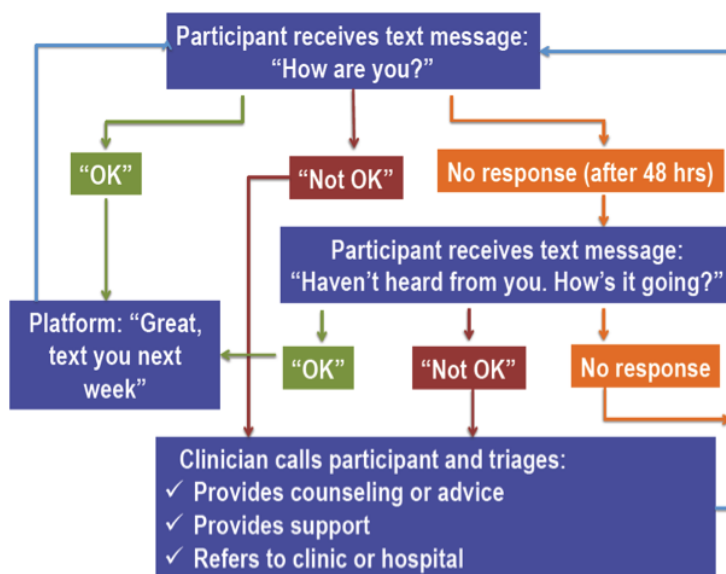 Participant receives text message:
“How are you?”
“OK”
“Not OK”
No response (after 48 hrs)
Participant receives text message:
“Haven’t heard from you. How’s it going?”
Platform: “Great,
text you next
week”
“OK”
“Not OK”
No response
Clinician calls participant and triages:
✓ Provides counseling or advice
✓ Provides support
✓ Refers to clinic or hospital